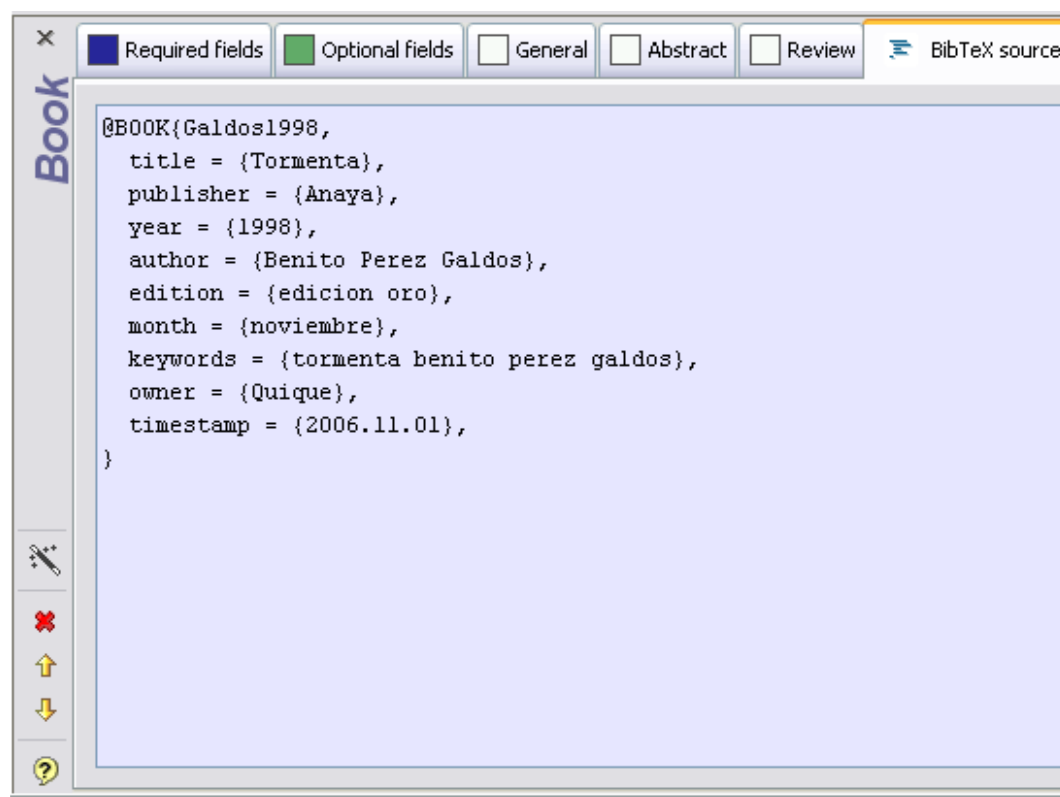 Book
Required fields
Optional fields
General
Abstract
Review
BibTeX source
@BOOK{Galdos1998,
title = {Tormenta},
publisher = {Anaya},
year = {1998},
author = {Benito Perez Galdos},
edition = {edicion oro},
month = {noviembre},
keywords = {tormenta benito perez galdos},
owner = {Quique},
timestamp = {2006.11.01},
}